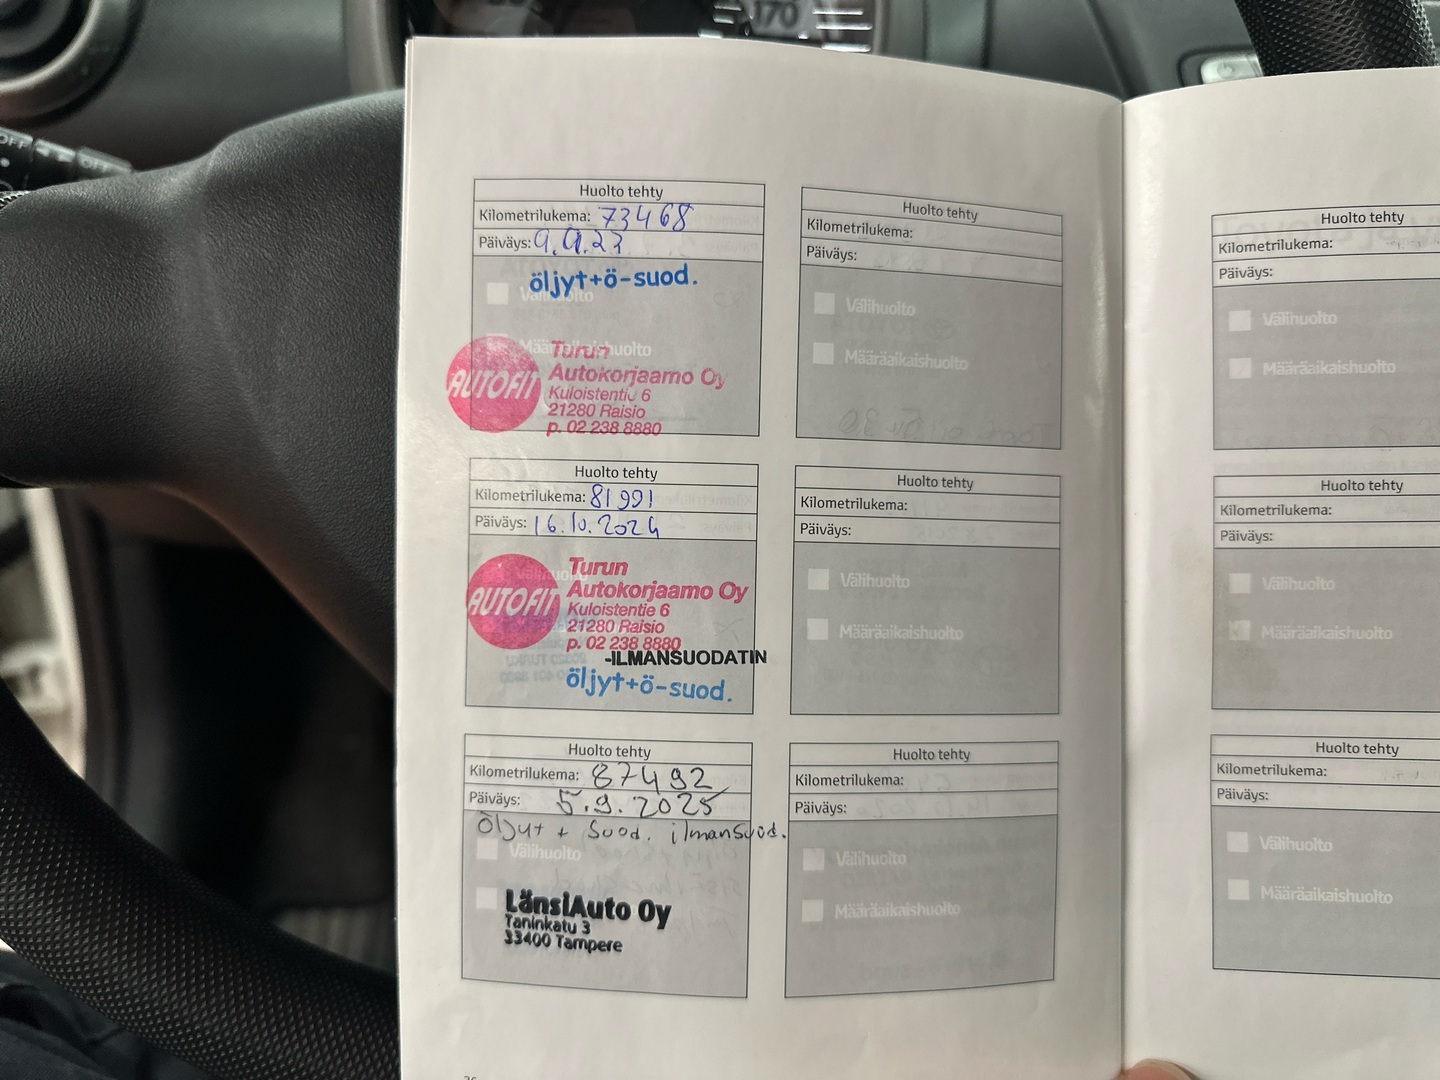 170
OFF
OFF
Huolto tehty
Kilometrilukema: 73468
Päiväys: 9.9.23
öljyt+ö-suod.
Välihuolto
Määräaikaishuolto
AUTOFIT
Turun
Autokorjaamo Oy
Kuloistentie 6
21280 Raisio
p. 02 238 8880
Huolto tehty
Kilometrilukema: 81991
Päiväys: 16.10.2024
AUTOFIT
Turun
Autokorjaamo Oy
Kuloistentie 6
21280 Raisio
p. 02 238 8880
-ILMANSUODATIN
öljyt+ö-suod.
Huolto tehty
Kilometrilukema: 87492
Päiväys: 5.9.2025
Öljyt + Suod. ilmansuod.
Välihuolto
LänsiAuto Oy
Taninkatu 3
33400 Tampere
Huolto tehty
Kilometrilukema:
Päiväys:
Välihuolto
Määräaikaishuolto
Huolto tehty
Kilometrilukema:
Päiväys:
Välihuolto
Määräaikaishuolto
Huolto tehty
Kilometrilukema:
Päiväys:
Välihuolto
Määräaikaishuolto
Huolto tehty
Kilometrilukema:
Päiväys:
Välihuolto
Määräaikaishuolto
Huolto tehty
Kilometrilukema:
Päiväys:
Välihuolto
Määräaikaishuolto
Huolto tehty
Kilometrilukema:
Päiväys:
Välihuolto
Määräaikaishuolto